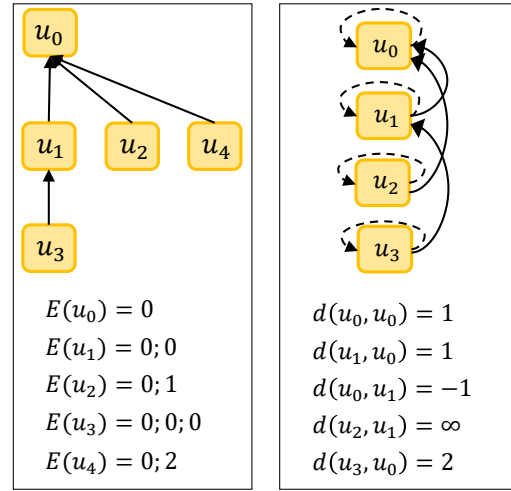 u₀
u₁ u₂ u₄
u₃
E(u₀) = 0
E(u₁) = 0; 0
E(u₂) = 0; 1
E(u₃) = 0; 0; 0
E(u₄) = 0; 2
u₀
u₁
u₂
u₃
d(u₀, u₀) = 1
d(u₁, u₀) = 1
d(u₀, u₁) = −1
d(u₂, u₁) = ∞
d(u₃, u₀) = 2